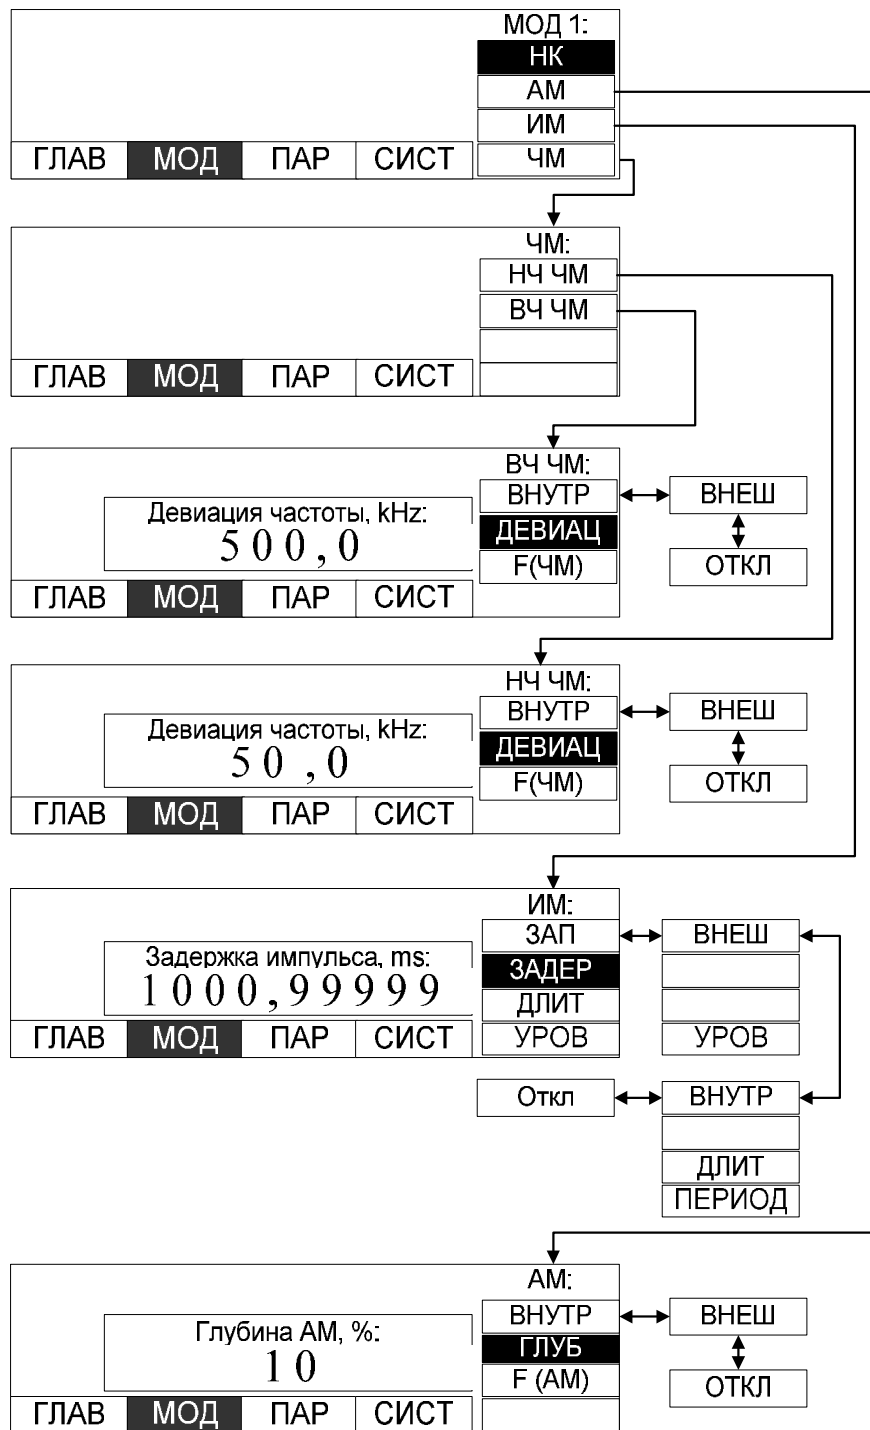 МОД 1:
НК
АМ
ИМ
ГЛАВ МОД ПАР СИСТ ЧМ
ЧМ:
НЧ ЧМ
ВЧ ЧМ
ГЛАВ МОД ПАР СИСТ
ВЧ ЧМ:
ВНУТР ВНЕШ
Девиация частоты, kHz:
ДЕВИАЦ
500,0
F(ЧМ) ОТКЛ
ГЛАВ МОД ПАР СИСТ
НЧ ЧМ:
ВНУТР ВНЕШ
Девиация частоты, kHz:
ДЕВИАЦ
50,0
F(ЧМ) ОТКЛ
ГЛАВ МОД ПАР СИСТ
ИМ:
ЗАП ВНЕШ
Задержка импульса, ms:
ЗАДЕР
1000,99999
ДЛИТ
ГЛАВ МОД ПАР СИСТ УРОВ УРОВ
Откл ВНУТР
ДЛИТ
ПЕРИОД
АМ:
ВНУТР ВНЕШ
Глубина АМ, %:
ГЛУБ
10
F (АМ) ОТКЛ
ГЛАВ МОД ПАР СИСТ